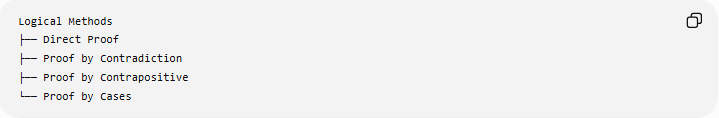 Logical Methods
├── Direct Proof
├── Proof by Contradiction
├── Proof by Contrapositive
└── Proof by Cases